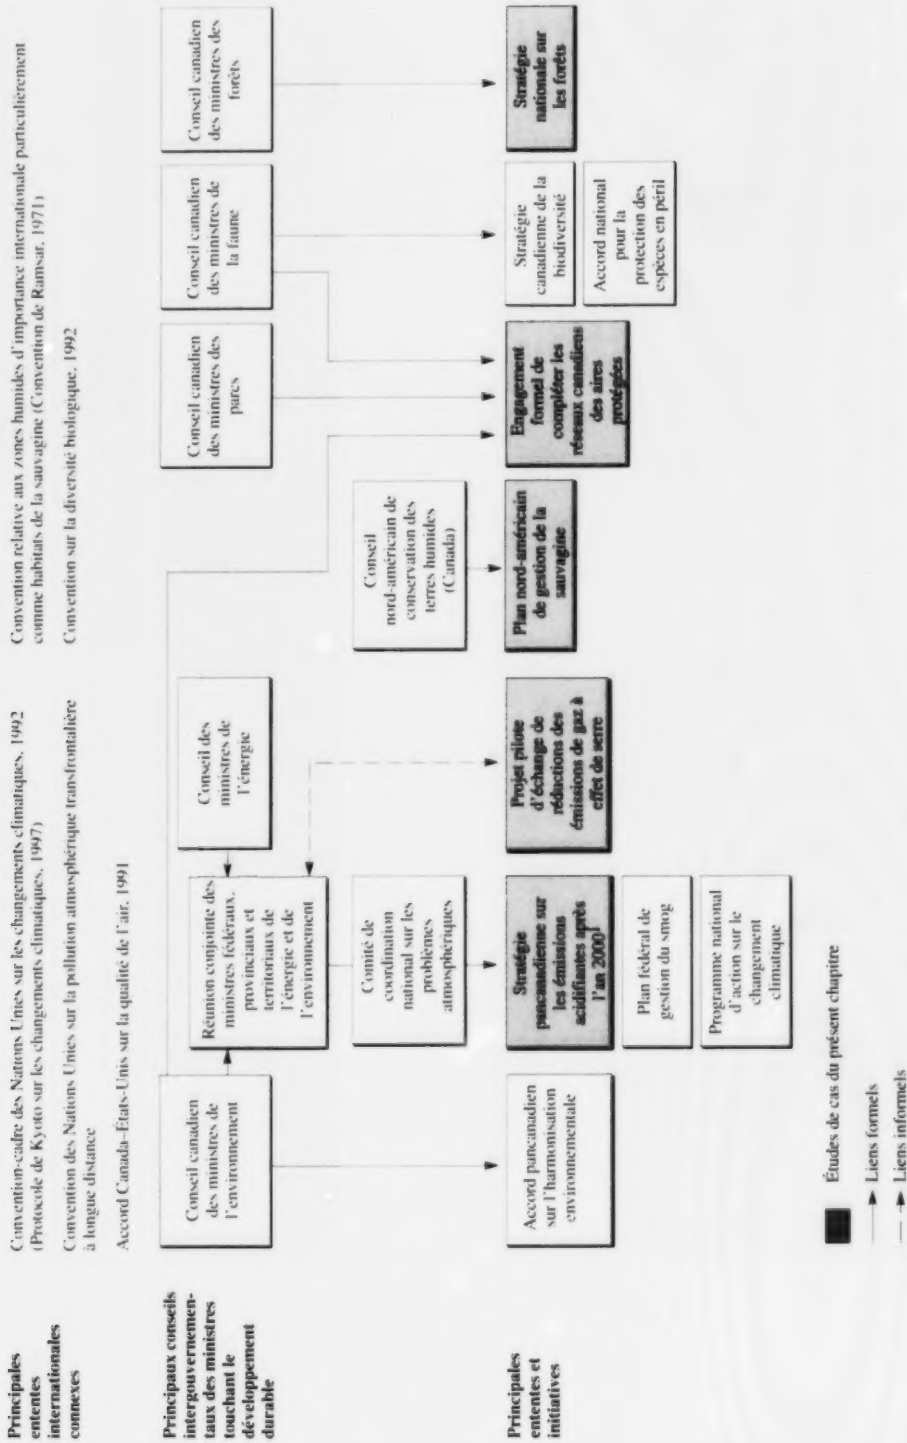 Principales
ententes
internationales
connexes
Convention-cadre des Nations Unies sur les changements climatiques, 1992
(Protocole de Kyoto sur les changements climatiques, 1997)
Convention des Nations Unies sur la pollution atmosphérique transfrontalière
à longue distance
Accord Canada–États-Unis sur la qualité de l'air, 1991
Convention relative aux zones humides d'importance internationale particulièrement
comme habitats de la sauvagine (Convention de Ramsar, 1971)
Convention sur la diversité biologique, 1992
Principaux conseils
intergouvernemen-
taux des ministres
touchant le
développement
durable
Conseil canadien
des ministres de
l'environnement
Réunion conjointe des
ministres fédéraux,
provinciaux et
territoriaux de
l'énergie et de
l'environnement
Conseil des
ministres de
l'énergie
Conseil canadien
des ministres des
parcs
Conseil canadien
des ministres de
la faune
Conseil canadien
des ministres des
forêts
Comité de
coordination
national sur les
problèmes
atmosphériques
Conseil
nord-américain de
conservation des
terres humides
(Canada)
Principales
ententes et
initiatives
Accord pancanadien
sur l'harmonisation
environnementale
Stratégie
pancanadienne sur
les émissions
acidifiantes après
l'an 2000¹
Plan fédéral de
gestion du smog
Programme national
d'action sur le
changement
climatique
Projet pilote
d'échange de
réductions des
émissions de gaz à
effet de serre
Plan nord-américain
de gestion de la
sauvagine
Engagement
formel de
compléter les
réseaux canadiens
des aires
protégées
Stratégie
canadienne de la
biodiversité
Accord national
pour la
protection des
espèces en péril
Stratégie
nationale sur
les forêts
Études de cas du présent chapitre
Liens formels
Liens informels